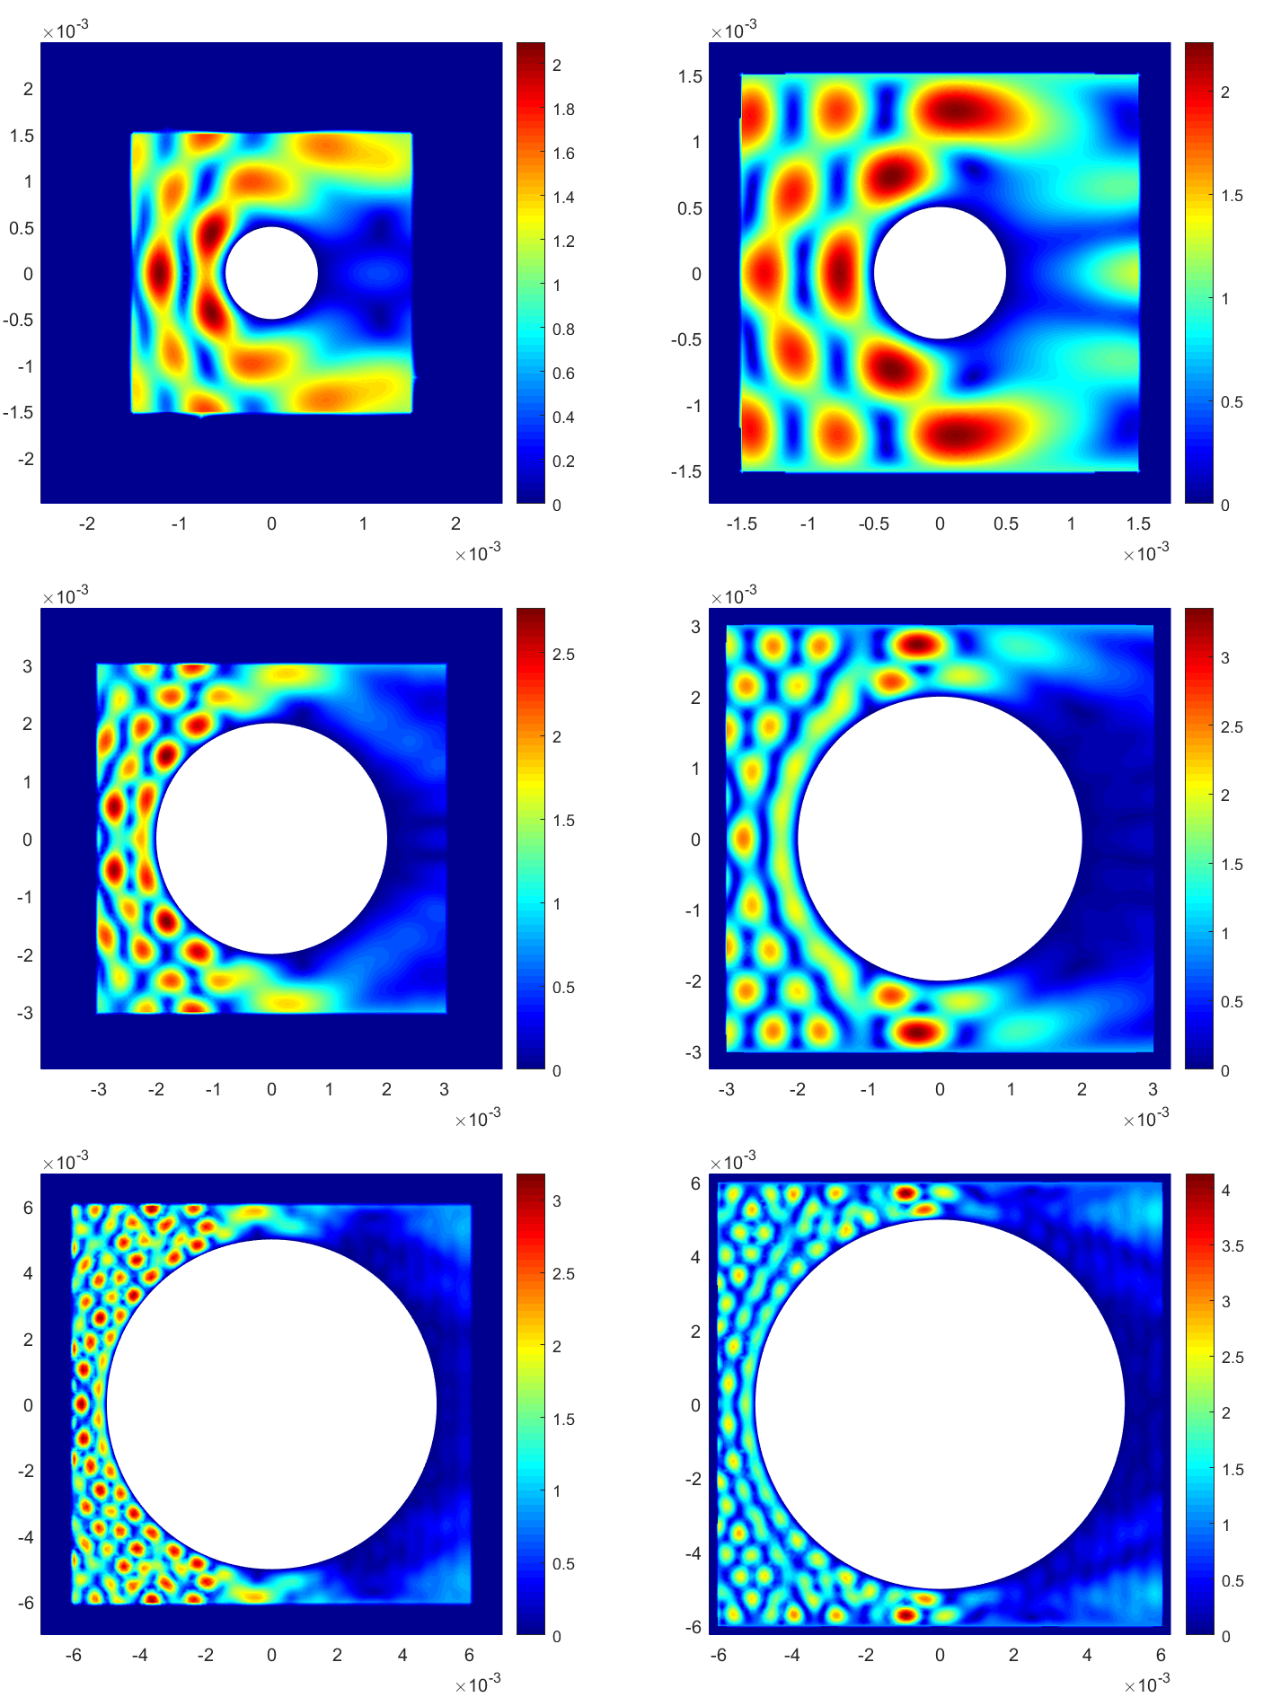 ×10-3 ×10-3
2 1.5 1 0.5 0 -0.5 -1 -1.5 -2
2 1.8 1.6 1.4 1.2 1 0.8 0.6 0.4 0.2 0
1.5 1 0.5 0 -0.5 -1 -1.5
2 1.5 1 0.5 0
-2 -1 0 1 2
-1.5 -1 -0.5 0 0.5 1 1.5
×10-3 ×10-3
×10-3 ×10-3
3 2 1 0 -1 -2 -3
2.5 2 1.5 1 0.5 0
3 2 1 0 -1 -2 -3
3 2.5 2 1.5 1 0.5 0
-3 -2 -1 0 1 2 3
-3 -2 -1 0 1 2 3
×10-3 ×10-3
×10-3 ×10-3
6 4 2 0 -2 -4 -6
3 2.5 2 1.5 1 0.5 0
6 4 2 0 -2 -4 -6
4 3.5 3 2.5 2 1.5 1 0.5 0
-6 -4 -2 0 2 4 6
-6 -4 -2 0 2 4 6
×10-3 ×10-3